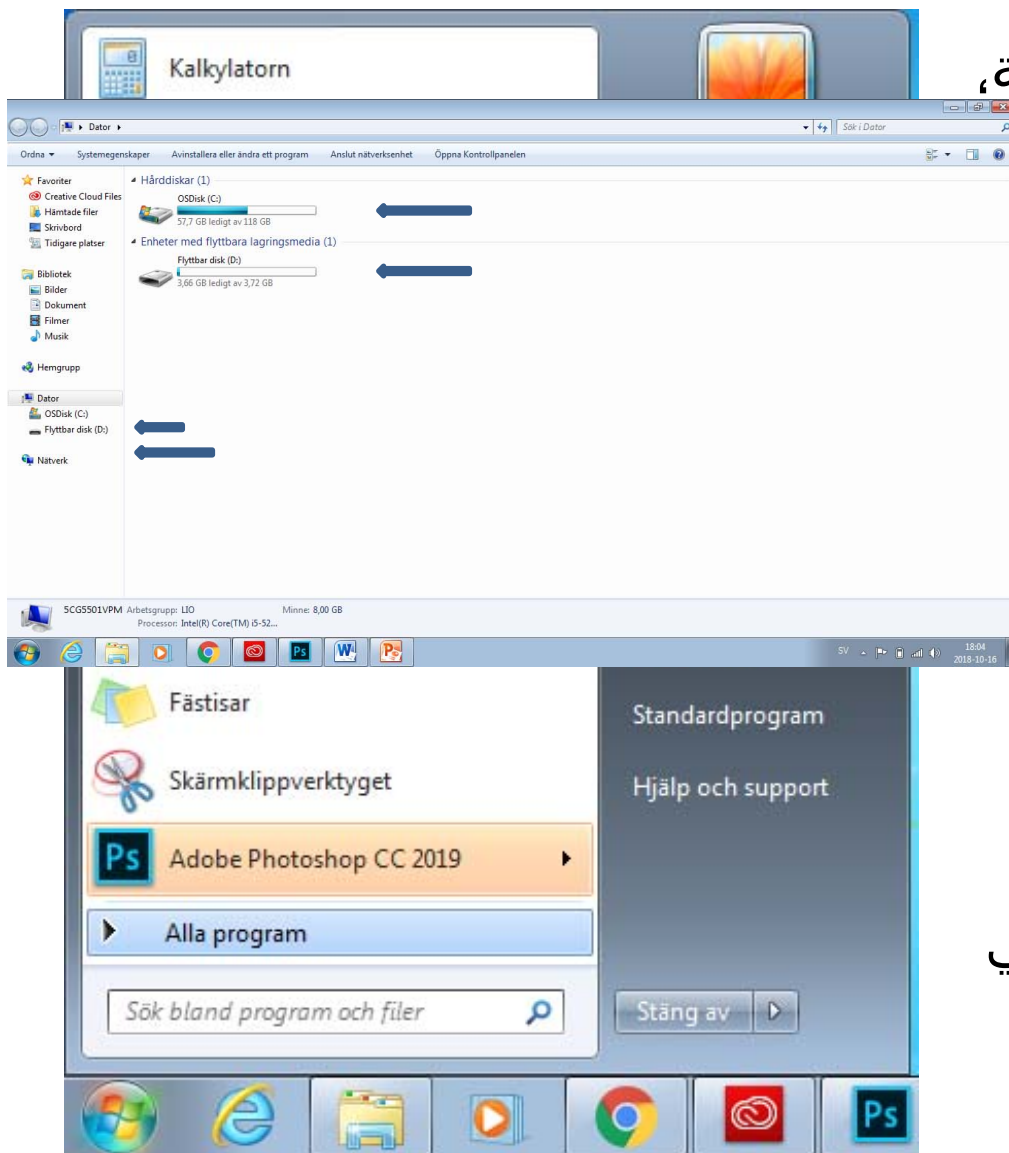 Kalkylatorn
ة,
Dator
Sök i Dator
Ordna Systemegenskaper Avinstallera eller ändra ett program Anslut nätverksenhet Öppna Kontrollpanelen
Favoriter
Creative Cloud Files
Hämtade filer
Skrivbord
Tidigare platser
Bibliotek
Bilder
Dokument
Filmer
Musik
Hemgrupp
Dator
OSDisk (C:)
Flyttbar disk (D:)
Nätverk
Hårddiskar (1)
OSDisk (C:)
57,7 GB ledigt av 118 GB
Enheter med flyttbara lagringsmedia (1)
Flyttbar disk (D:)
3,66 GB ledigt av 3,72 GB
5CG5501VPM Arbetsgrupp: LIO Minne: 8,00 GB
Processor: Intel(R) Core(TM) i5-52...
Ps W P
SV 18:04
2018-10-16
Fästisar
Standardprogram
Skärmklippverktyget
Hjälp och support
Ps Adobe Photoshop CC 2019
Alla program
ي
Sök bland program och filer
Stäng av
Ps